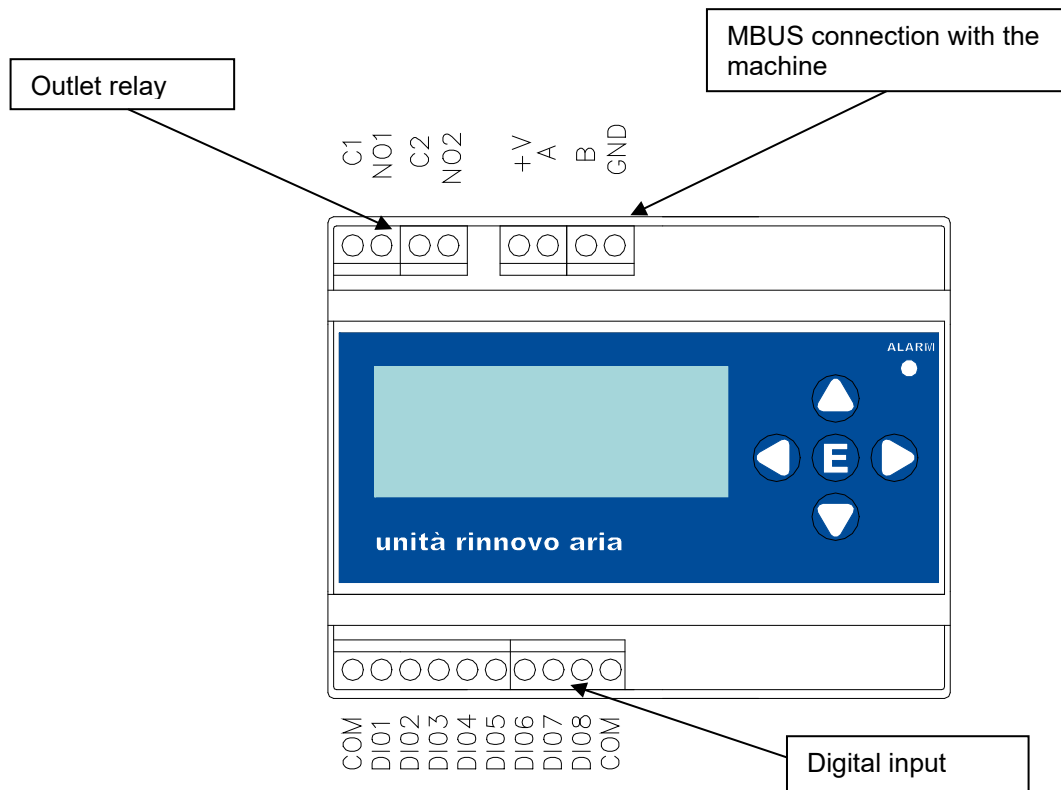 MBUS connection with the
machine
Outlet relay
C1
NO1
C2
NO2
+V
A
B
GND
ALARM
E
unità rinnovo aria
COM
DI01
DI02
DI03
DI04
DI05
DI06
DI07
DI08
COM
Digital input